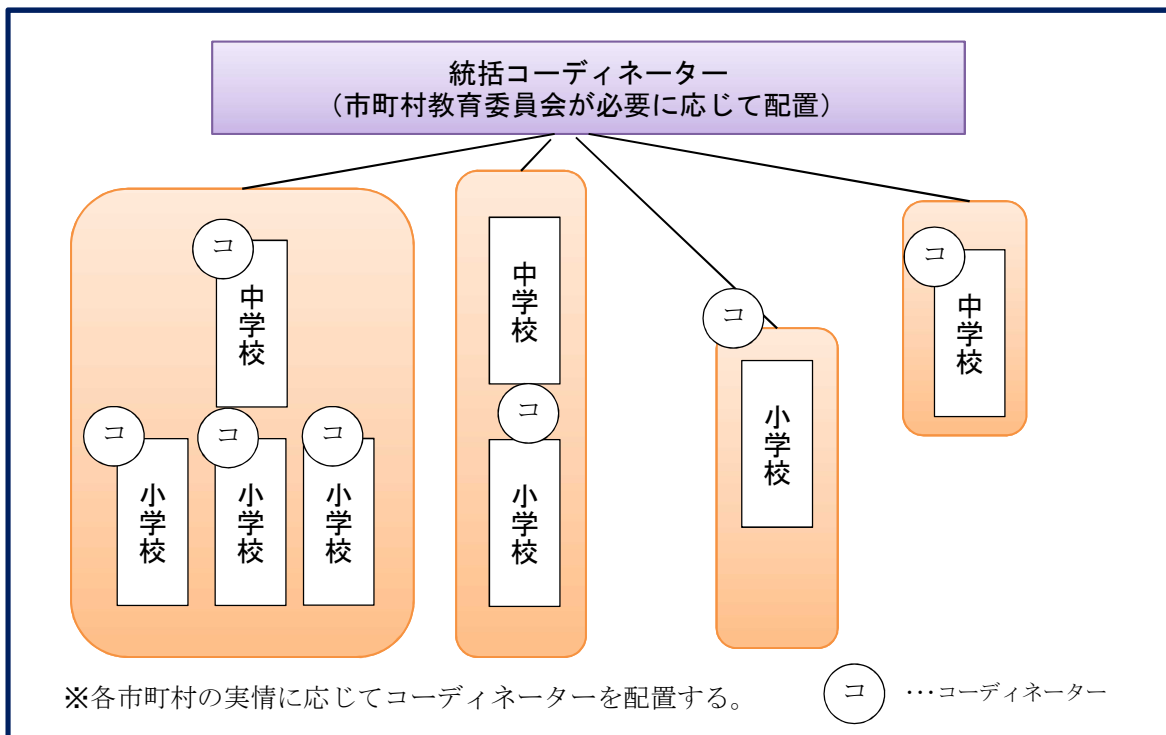 統括コーディネーター
（市町村教育委員会が必要に応じて配置）
コ
中学校
コ
小学校
コ
小学校
コ
小学校
中学校
コ
小学校
コ
小学校
コ
中学校
※各市町村の実情に応じてコーディネーターを配置する。
コ …コーディネーター